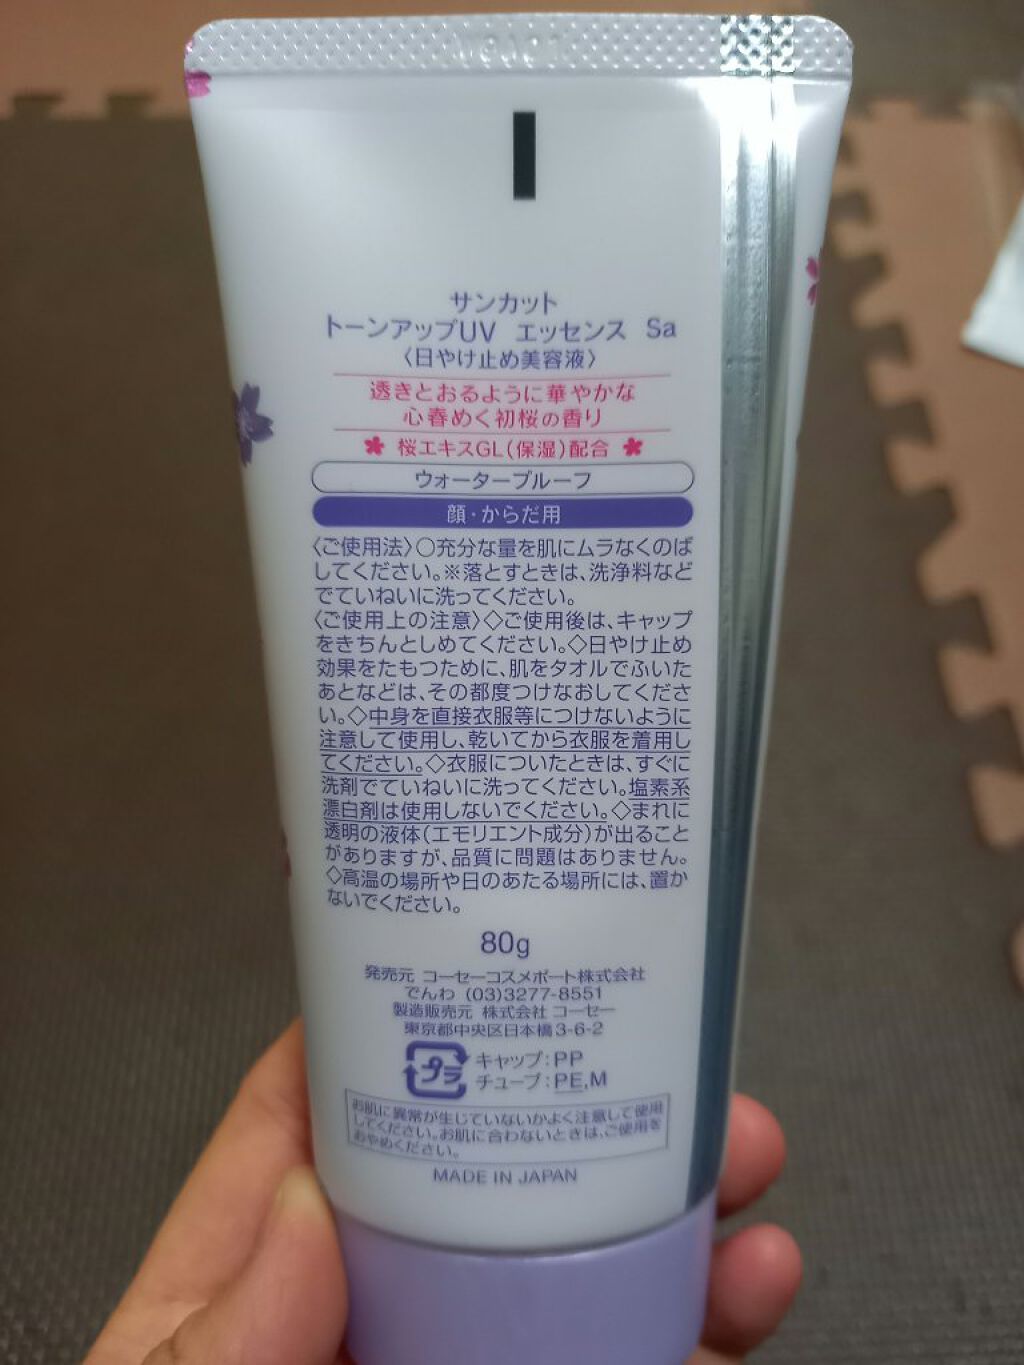 サンカット
トーンアップUV エッセンス Sa
〈日やけ止め美容液〉
透きとおるように華やかな
心春めく初桜の香り
桜エキスGL(保湿)配合
ウォータープルーフ
顔・からだ用
〈ご使用法〉○充分な量を肌にムラなくのば
してください。※落とすときは、洗浄料など
でていねいに洗ってください。
〈ご使用上の注意〉◇ご使用後は、キャップ
をきちんとしめてください。◇日やけ止め
効果をたもつために、肌をタオルでふいた
あとなどは、その都度つけなおしてくださ
い。◇中身を直接衣服等につけないように
注意して使用し、乾いてから衣服を着用し
てください。◇衣服についたときは、すぐに
洗剤でていねいに洗ってください。塩素系
漂白剤は使用しないでください。◇まれに
透明の液体(エモリエント成分)が出ること
がありますが、品質に問題はありません。
◇高温の場所や日のあたる場所には、置か
ないでください。
80g
発売元 コーセーコスメポート株式会社
でんわ (03)3277-8551
製造販売元 株式会社 コーセー
東京都中央区日本橋3-6-2
プラ
キャップ:PP
チューブ:PE,M
お肌に異常が生じていないかよく注意して使用
してください。お肌に合わないときは、ご使用を
おやめください。
MADE IN JAPAN